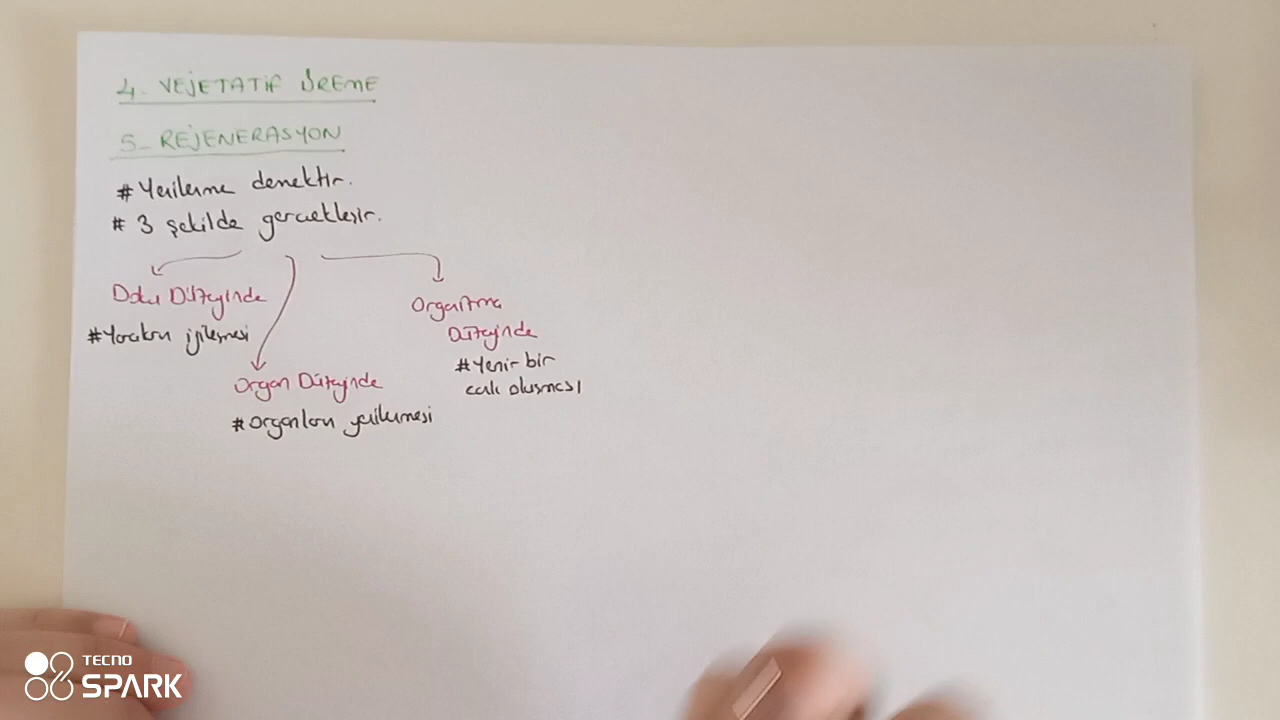 4. VEJETATİF ÜREME
5. REJENERASYON
# Yenilenme demektir.
# 3 şekilde gerçekleşir.
Doku Düzeyinde
# Yaraların iyileşmesi
Organizma
Düzeyinde
# Yeni bir
canlı oluşması
Organ Düzeyinde
# Organların yenilenmesi
TECNO
SPARK